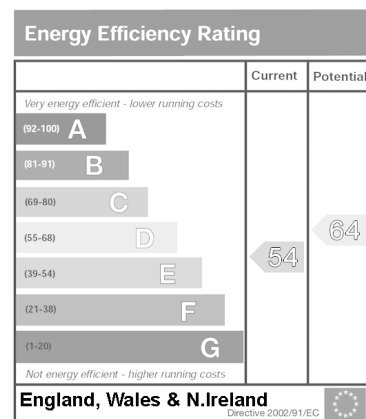 Energy Efficiency Rating
Current Potential
Very energy efficient - lower running costs
(92-100) A
(81-91) B
(69-80) C
(55-68) D
(39-54) E
(21-38) F
(1-20) G
54
64
Not energy efficient - higher running costs
England, Wales & N.Ireland
Directive 2002/91/EC